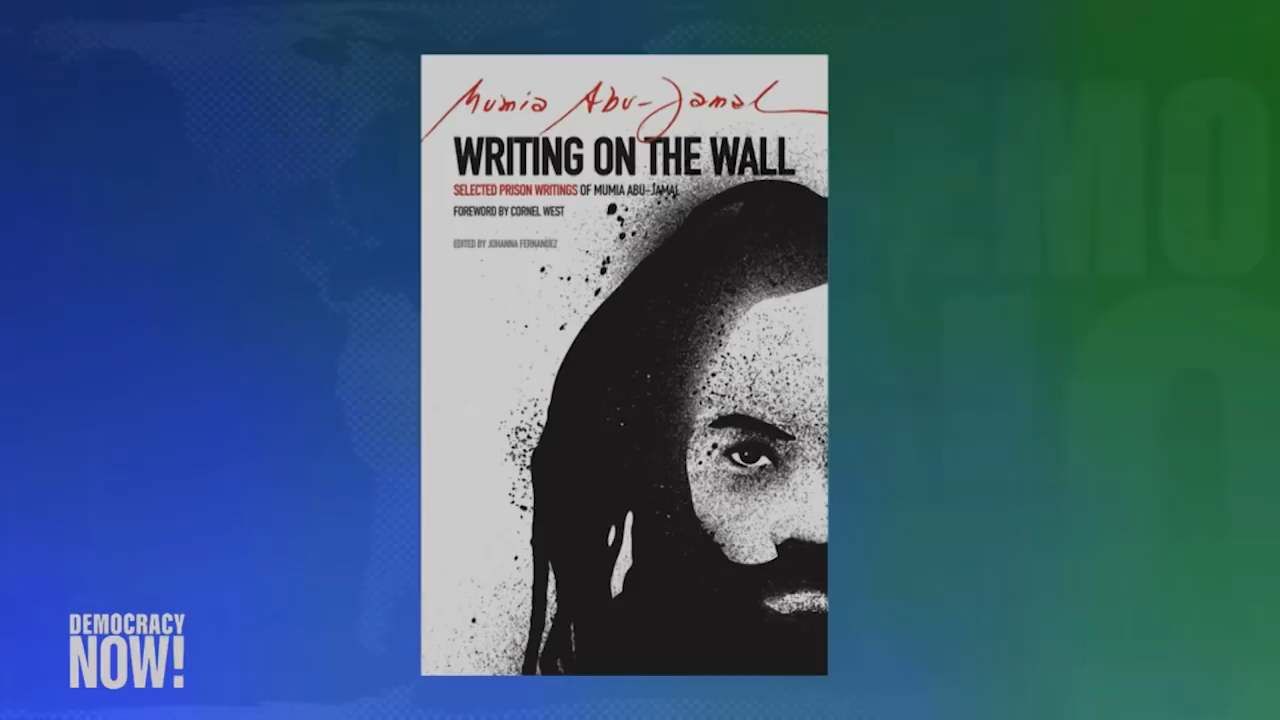 Mumia Abu-Jamal
WRITING ON THE WALL
SELECTED PRISON WRITINGS OF MUMIA ABU-JAMAL
FOREWORD BY CORNEL WEST
EDITED BY JOHANNA FERNANDEZ
DEMOCRACY
NOW!